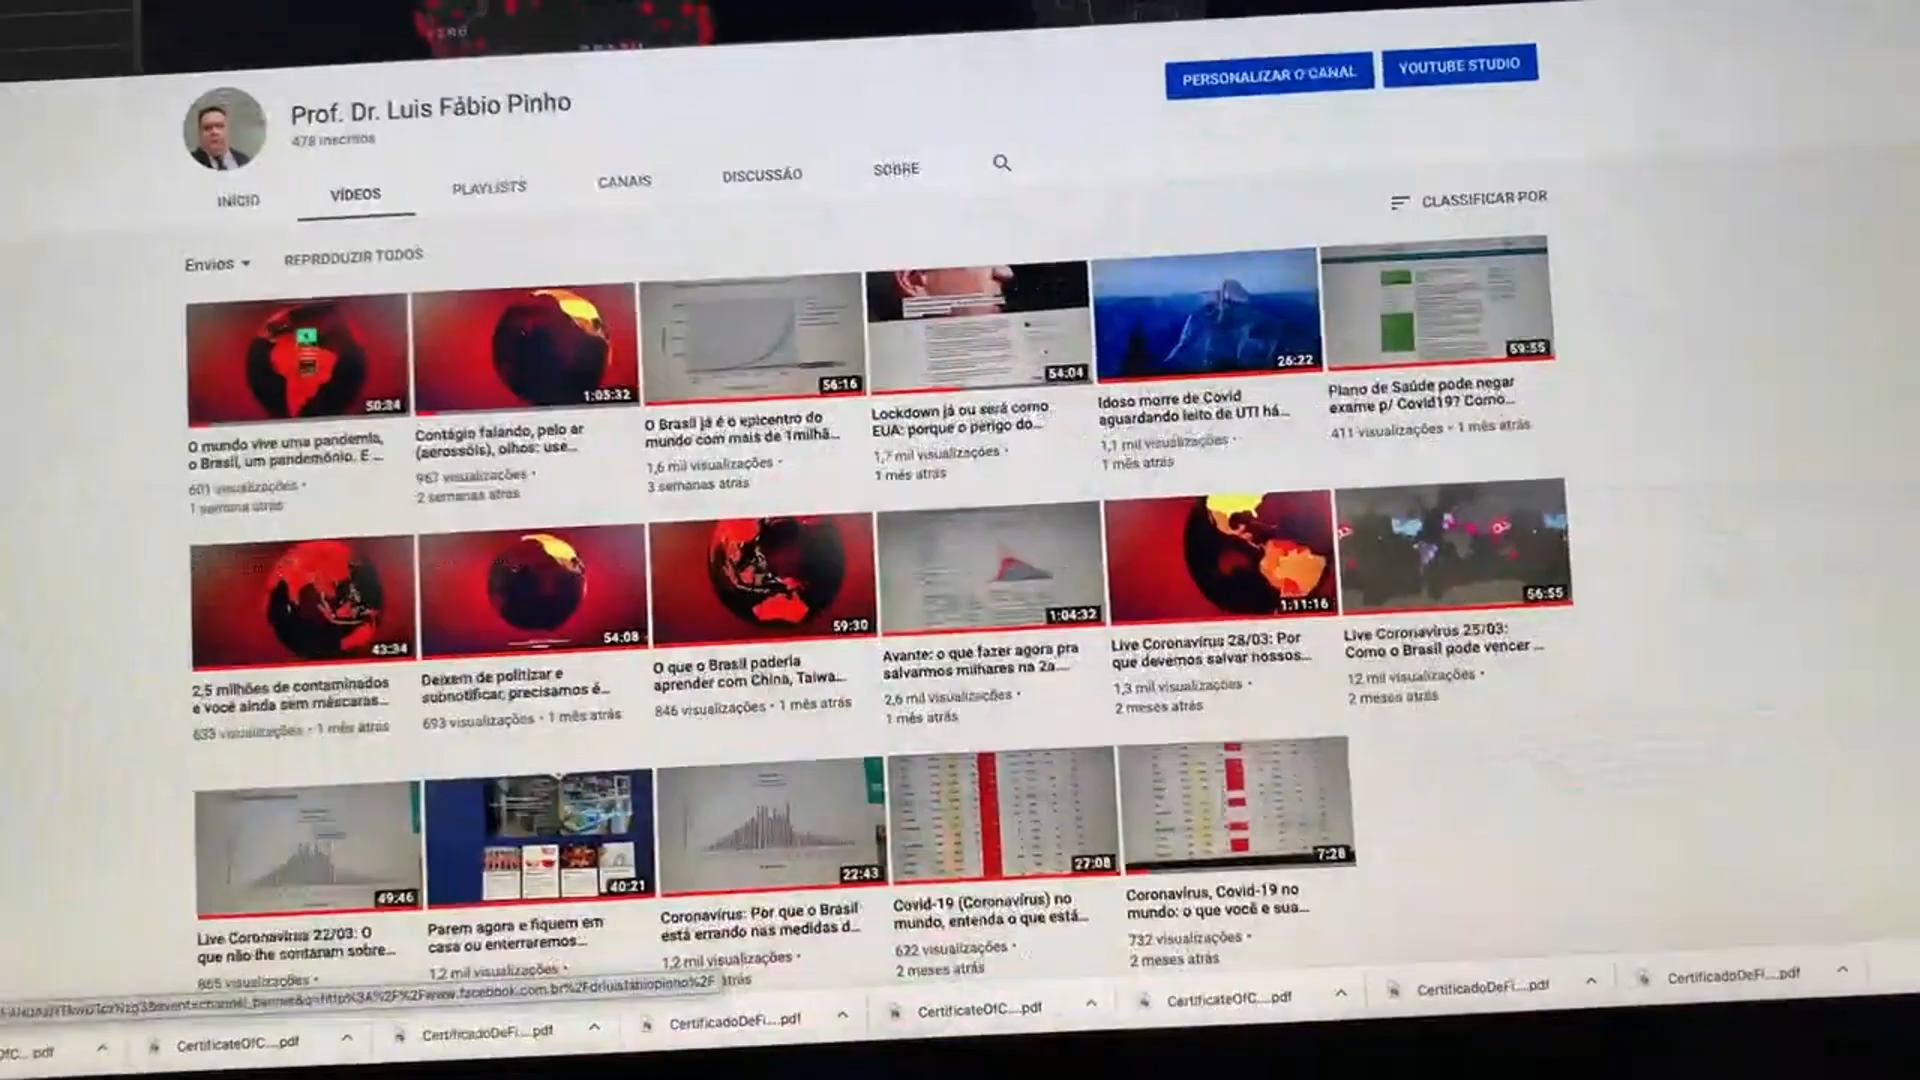 PERSONALIZAR O CANAL
YOUTUBE STUDIO
Prof. Dr. Luis Fábio Pinho
478 inscritos
INÍCIO
VÍDEOS
PLAYLISTS
CANAIS
DISCUSSÃO
SOBRE
CLASSIFICAR POR
Envios
REPRODUZIR TODOS
50:24
1:05:32
56:16
54:04
26:22
59:55
O mundo vive uma pandemia,
o Brasil, um pandemônio. E ...
601 visualizações •
1 semana atrás
Contágio falando, pelo ar
(aerossóis), olhos: use...
967 visualizações •
2 semanas atrás
O Brasil já é o epicentro do
mundo com mais de 1milhã...
1,6 mil visualizações •
3 semanas atrás
Lockdown já ou será como
EUA: porque o perigo do...
1,7 mil visualizações •
1 mês atrás
Idoso morre de Covid
aguardando leito de UTI há...
1,1 mil visualizações •
1 mês atrás
Plano de Saúde pode negar
exame p/ Covid19? Como...
411 visualizações • 1 mês atrás
43:34
54:08
59:30
1:04:32
1:11:16
56:55
2,5 milhões de contaminados
e você ainda sem máscaras...
633 visualizações • 1 mês atrás
Deixem de politizar e
subnotificar, precisamos é...
693 visualizações • 1 mês atrás
O que o Brasil poderia
aprender com China, Taiwa...
846 visualizações • 1 mês atrás
Avante: o que fazer agora pra
salvarmos milhares na 2a....
2,6 mil visualizações •
1 mês atrás
Live Coronavírus 28/03: Por
que devemos salvar nossos...
1,3 mil visualizações •
2 meses atrás
Live Coronavírus 25/03:
Como o Brasil pode vencer ...
12 mil visualizações •
2 meses atrás
49:46
40:21
22:43
27:08
7:28
Live Coronavírus 22/03: O
que não lhe contaram sobre...
865 visualizações •
Parem agora e fiquem em
casa ou enterraremos...
1,2 mil visualizações •
Coronavírus: Por que o Brasil
está errando nas medidas d...
1,2 mil visualizações •
atrás
Covid-19 (Coronavírus) no
mundo, entenda o que está...
622 visualizações •
2 meses atrás
Coronavírus, Covid-19 no
mundo: o que você e sua...
732 visualizações •
2 meses atrás
CertificateOfC....pdf
CertificadoDeFi....pdf
CertificadoDeFi....pdf
CertificateOfC....pdf
CertificateOfC....pdf
CertificadoDeFi....pdf
CertificadoDeFi....pdf